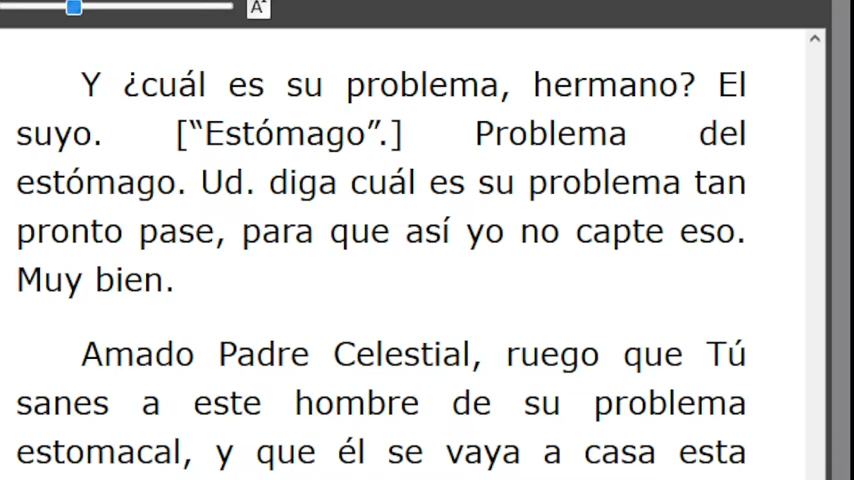 A
Y ¿cuál es su problema, hermano? El
suyo. [“Estómago”.] Problema del
estómago. Ud. diga cuál es su problema tan
pronto pase, para que así yo no capte eso.
Muy bien.
Amado Padre Celestial, ruego que Tú
sanes a este hombre de su problema
estomacal, y que él se vaya a casa esta